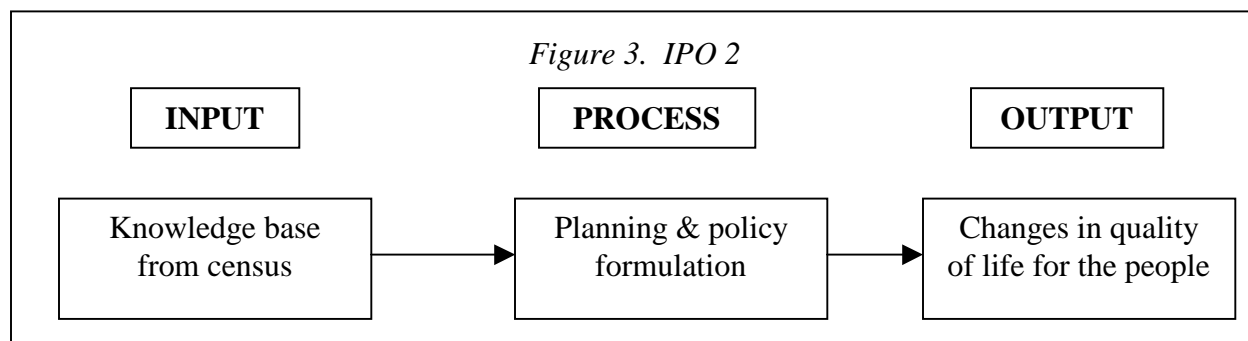 Figure 3. IPO 2
INPUT
PROCESS
OUTPUT
Knowledge base
from census
Planning & policy
formulation
Changes in quality
of life for the people